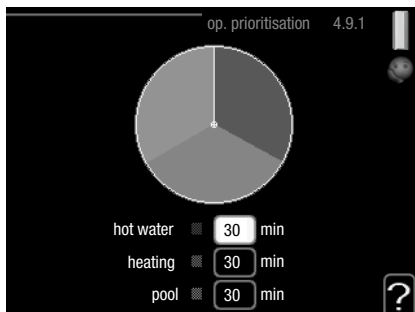 op. prioritisation 4.9.1
hot water 30 min
heating 30 min
pool 30 min
?